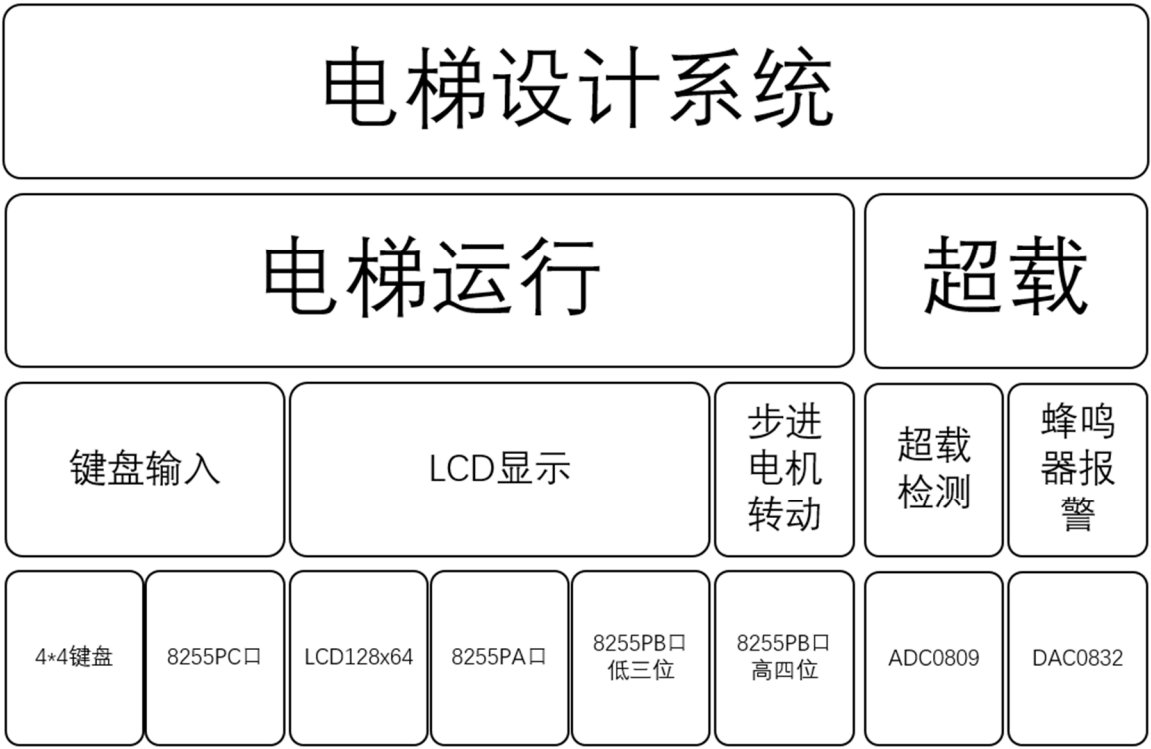 电梯设计系统
电梯运行
超载
键盘输入
LCD显示
步进
电机
转动
超载
检测
蜂鸣
器报
警
4*4键盘
8255PC口
LCD128x64
8255PA口
8255PB口
低三位
8255PB口
高四位
ADC0809
DAC0832